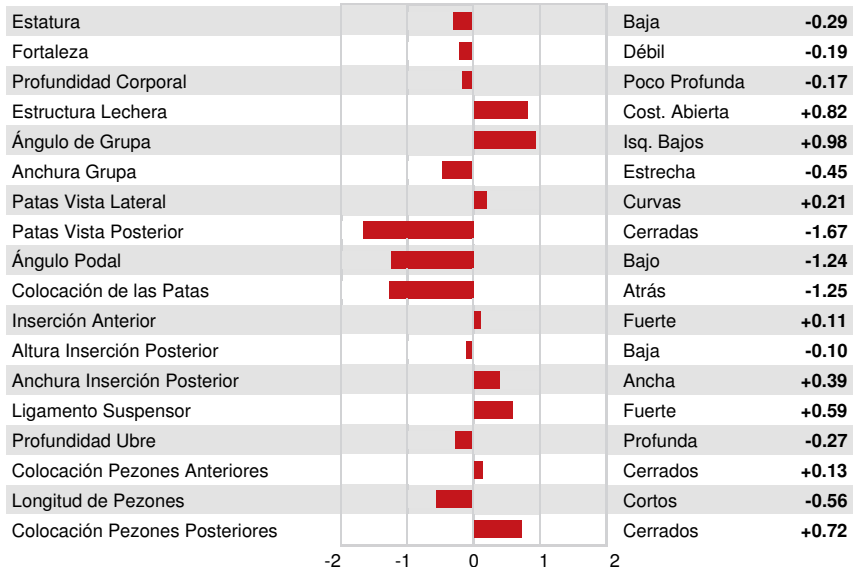 Estatura Baja -0.29
Fortaleza Débil -0.19
Profundidad Corporal Poco Profunda -0.17
Estructura Lechera Cost. Abierta +0.82
Ángulo de Grupa Isq. Bajos +0.98
Anchura Grupa Estrecha -0.45
Patas Vista Lateral Curvas +0.21
Patas Vista Posterior Cerradas -1.67
Ángulo Podal Bajo -1.24
Colocación de las Patas Atrás -1.25
Inserción Anterior Fuerte +0.11
Altura Inserción Posterior Baja -0.10
Anchura Inserción Posterior Ancha +0.39
Ligamento Suspensor Fuerte +0.59
Profundidad Ubre Profunda -0.27
Colocación Pezones Anteriores Cerrados +0.13
Longitud de Pezones Cortos -0.56
Colocación Pezones Posteriores Cerrados +0.72
-2 -1 0 1 2